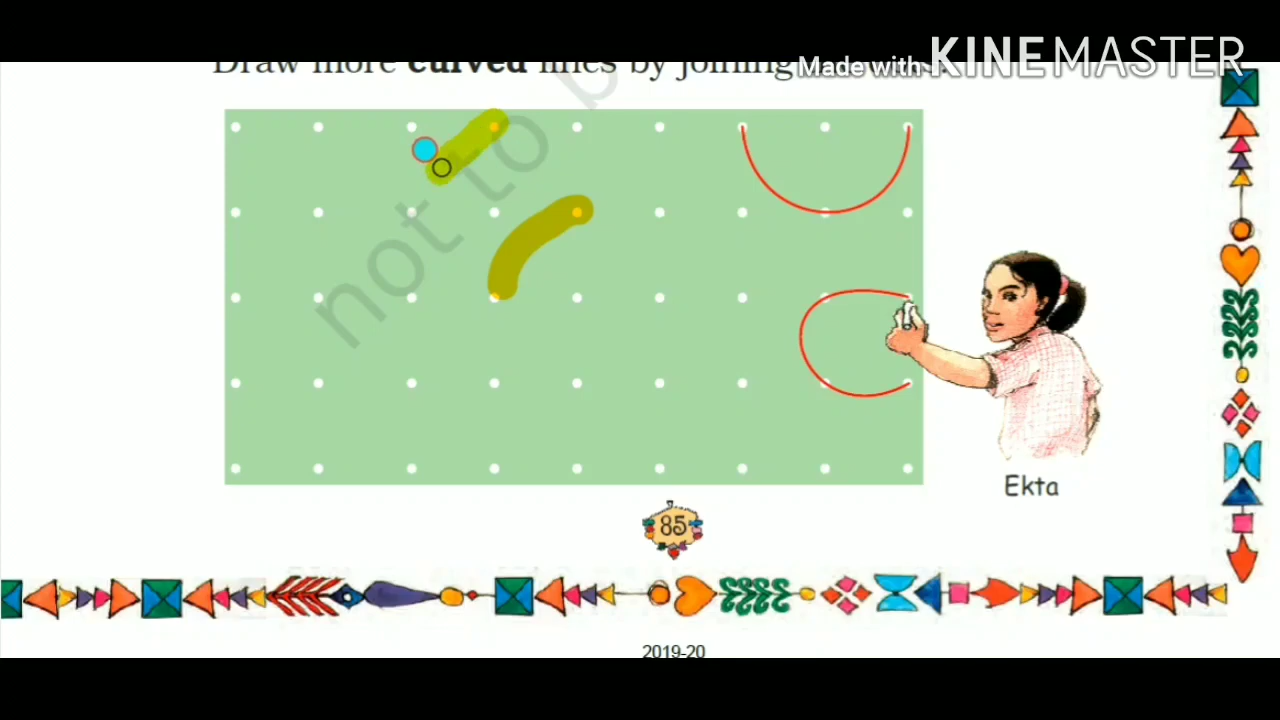 Draw more curved lines by joining
Made with KINEMASTER
not to b
Ekta
85
2019-20